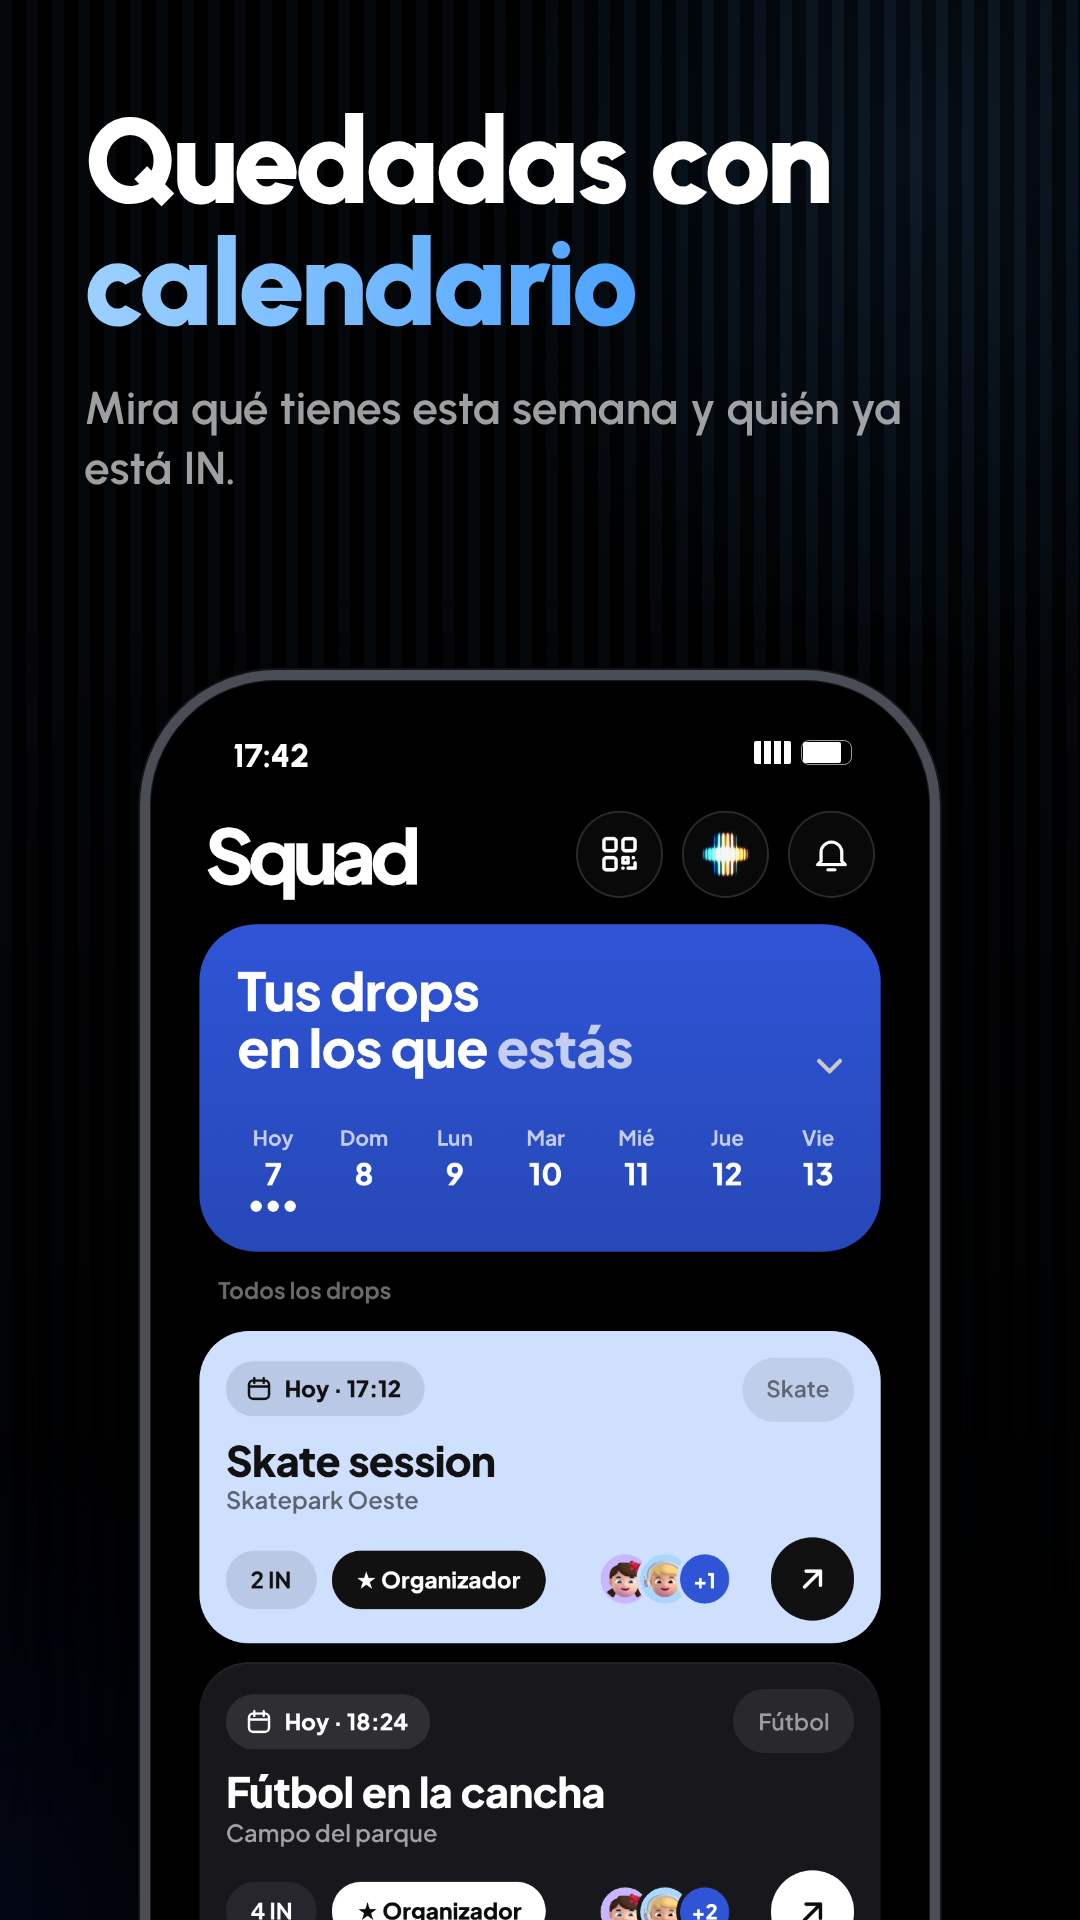 Quedadas con
calendario
Mira qué tienes esta semana y quién ya
está IN.
17:42
Squad
Tus drops
en los que estás
Hoy Dom Lun Mar Mié Jue Vie
7 8 9 10 11 12 13
Todos los drops
Hoy · 17:12 Skate
Skate session
Skatepark Oeste
2 IN ★ Organizador +1
Hoy · 18:24 Fútbol
Fútbol en la cancha
Campo del parque
4 IN ★ Organizador +2